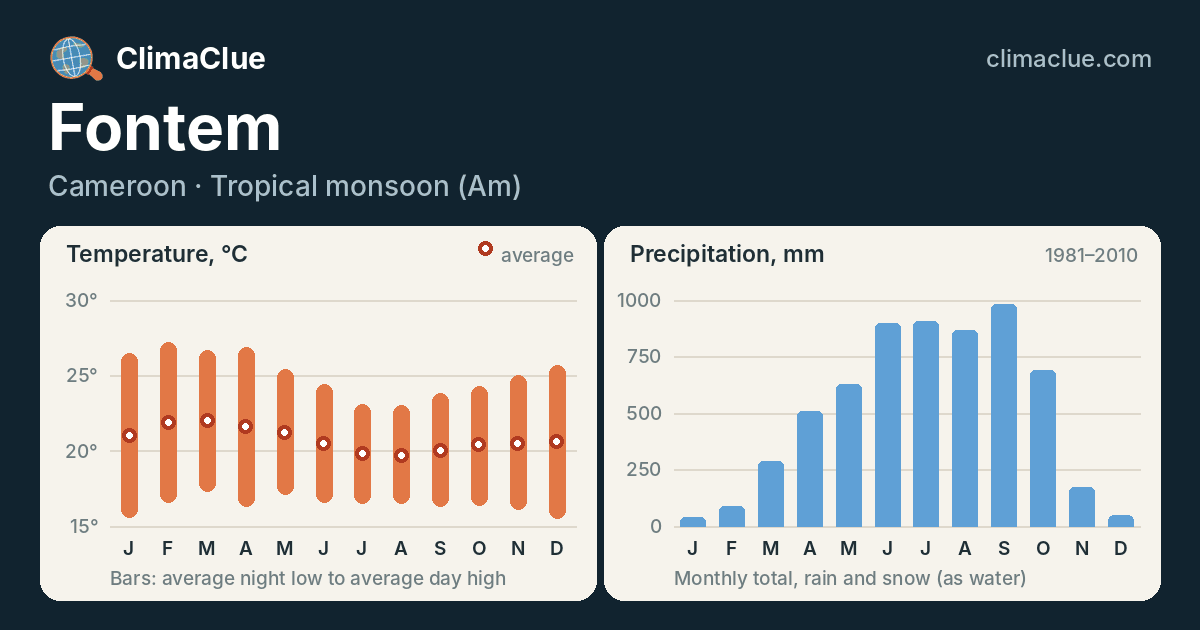 ClimaClue
climaclue.com
Fontem
Cameroon · Tropical monsoon (Am)
Temperature, °C
average
30°
25°
20°
15°
J F M A M J J A S O N D
Bars: average night low to average day high
Precipitation, mm
1981–2010
1000
750
500
250
0
J F M A M J J A S O N D
Monthly total, rain and snow (as water)